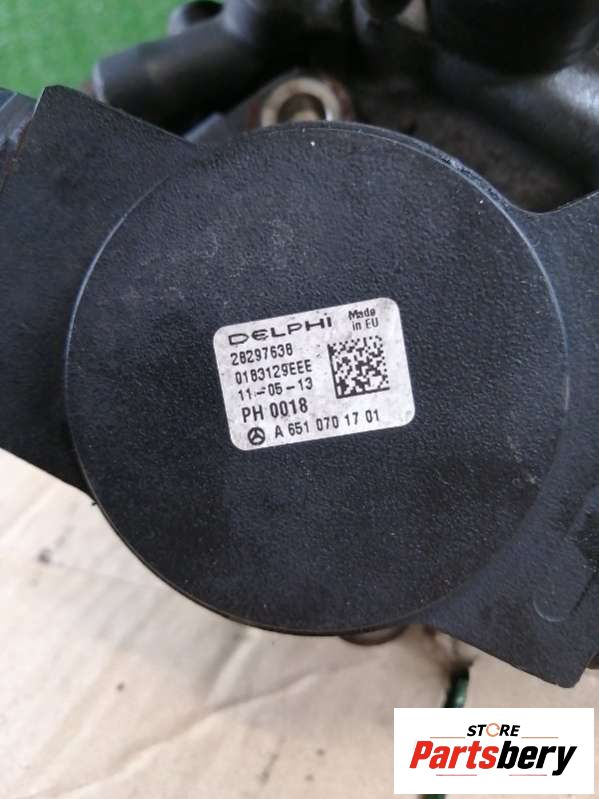 DELPHI Made in EU
28297638
0183129EEE
11-05-13
PH 0018
A 651 070 17 01
STORE
Partsbery